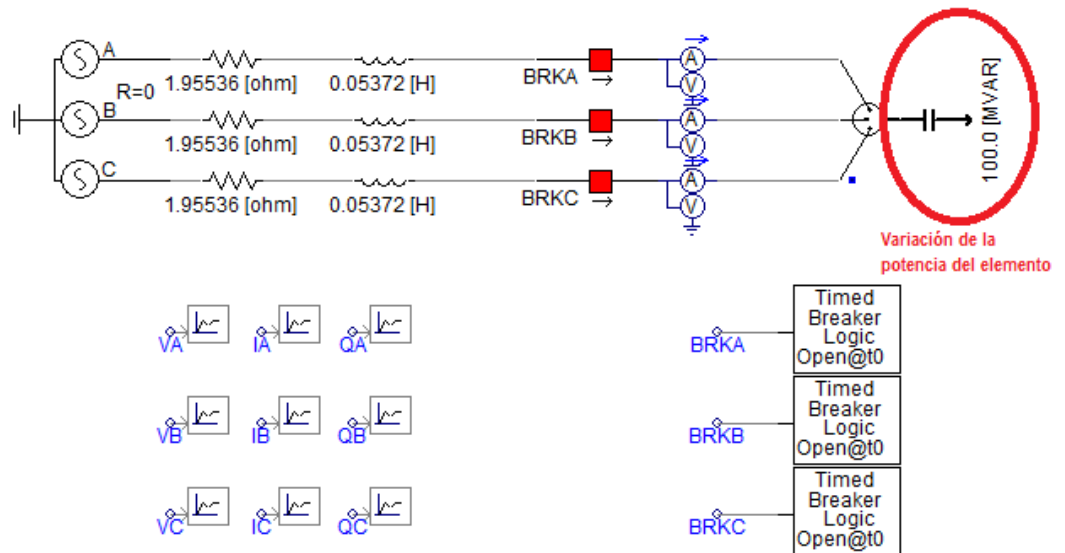 A
R=0
1.95536 [ohm]
0.05372 [H]
BRKA
A
V
B
1.95536 [ohm]
0.05372 [H]
BRKB
A
V
C
1.95536 [ohm]
0.05372 [H]
BRKC
A
V
100.0 [MVAR]
Variación de la
potencia del elemento
VA
IA
QA
BRKA
Timed
Breaker
Logic
Open@t0
VB
IB
QB
BRKB
Timed
Breaker
Logic
Open@t0
VC
IC
QC
BRKC
Timed
Breaker
Logic
Open@t0